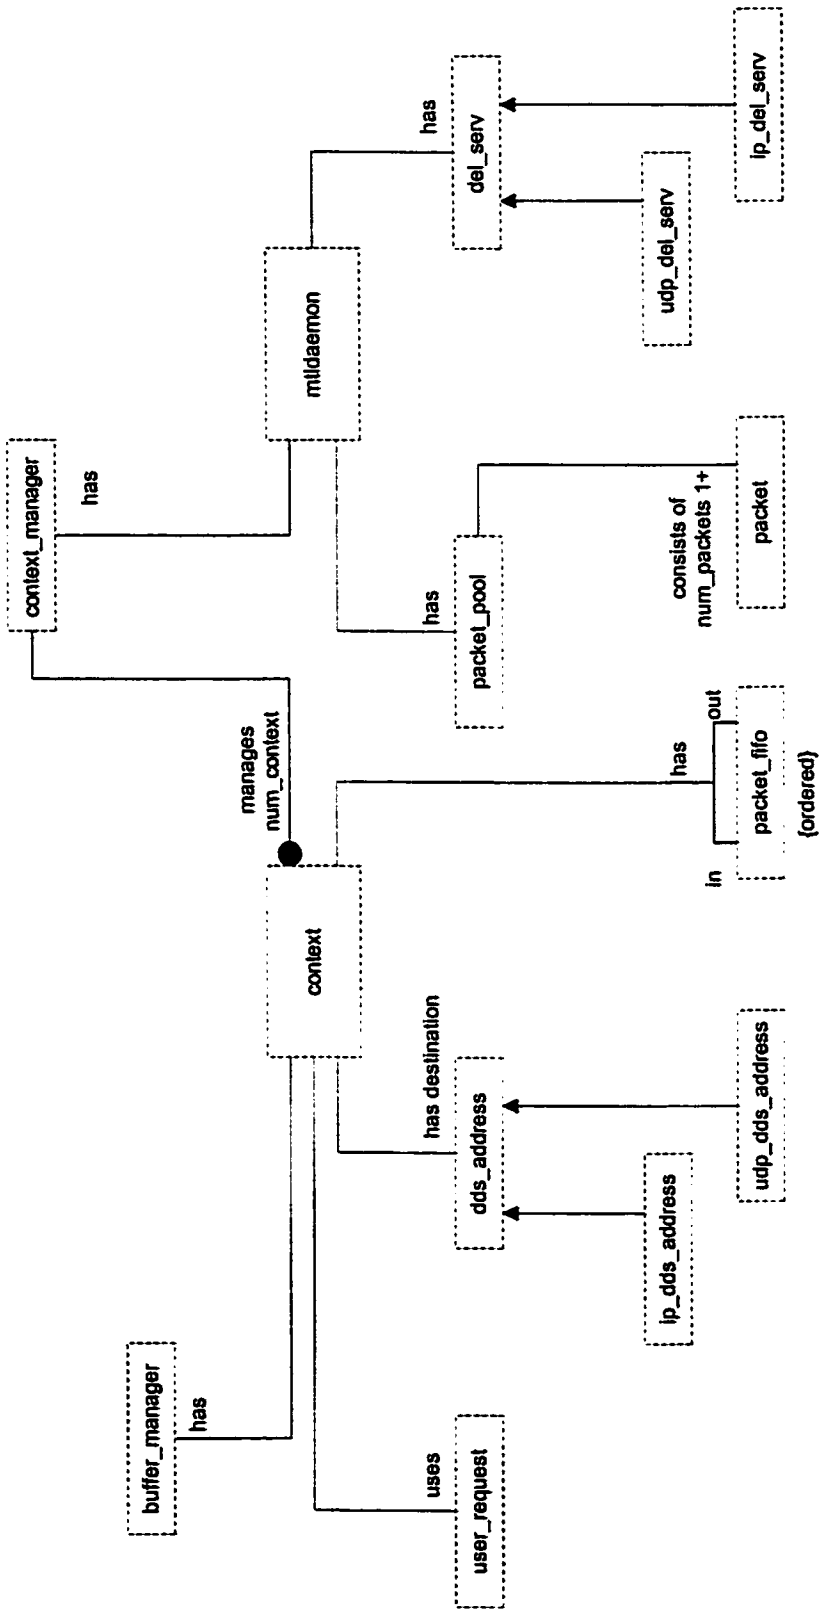 context_manager
has
buffer_manager
has
manages
num_context
context
mtldaemon
uses
has destination
has
has
user_request
dds_address
packet_pool
del_serv
ip_dds_address
udp_del_serv
has
consists of
num_packets 1+
in
out
udp_dds_address
packet_fifo
packet
ip_del_serv
{ordered}